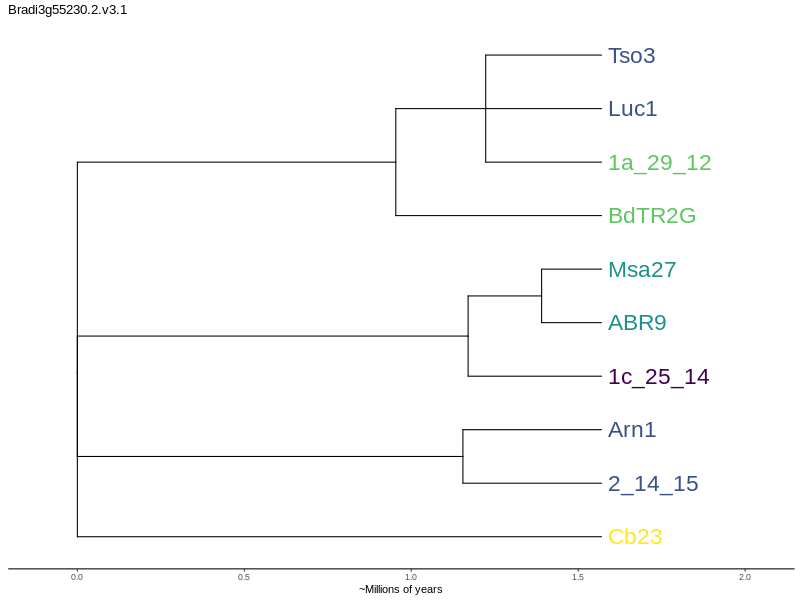 Bradi3g55230.2.v3.1
Tso3
Luc1
1a_29_12
BdTR2G
Msa27
ABR9
1c_25_14
Arn1
2_14_15
Cb23
0.0 0.5 1.0 1.5 2.0
~Millions of years